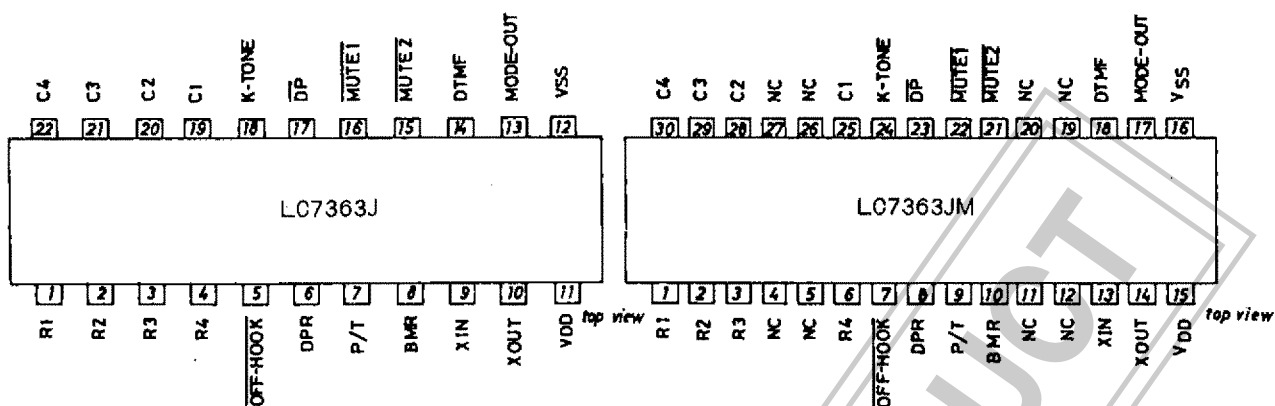 C4 C3 C2 C1 K-TONE DP MUTE1 MUTE2 DTMF MODE-OUT VSS
22 21 20 19 18 17 16 15 14 13 12
LC7363J
1 2 3 4 5 6 7 8 9 10 11
R1 R2 R3 R4 OFF-HOOK DPR P/T BMR XIN XOUT VDD
top view
C4 C3 C2 NC NC C1 K-TONE DP MUTE1 MUTE2 NC NC DTMF MODE-OUT VSS
30 29 28 27 26 25 24 23 22 21 20 19 18 17 16
LC7363JM
1 2 3 4 5 6 7 8 9 10 11 12 13 14 15
R1 R2 R3 NC NC R4 OFF-HOOK DPR P/T BMR NC NC XIN XOUT VDD
top view